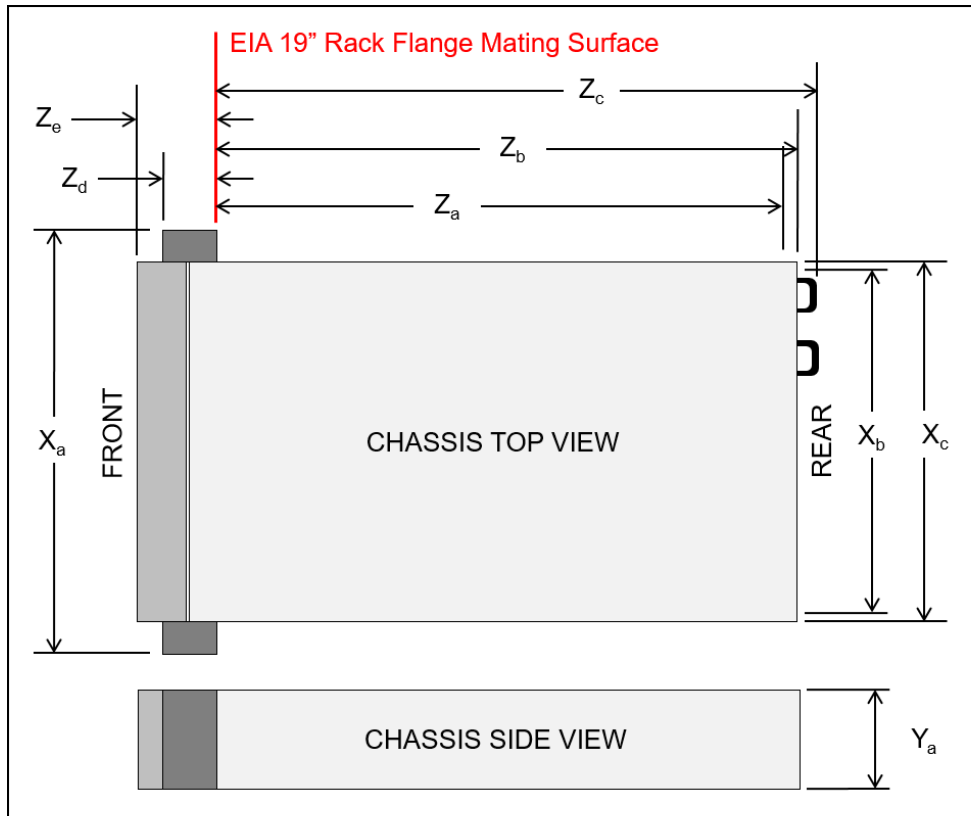 EIA 19” Rack Flange Mating Surface
Zc
Ze
Zb
Zd
Za
FRONT
Xa
CHASSIS TOP VIEW
REAR
Xb
Xc
CHASSIS SIDE VIEW
Ya